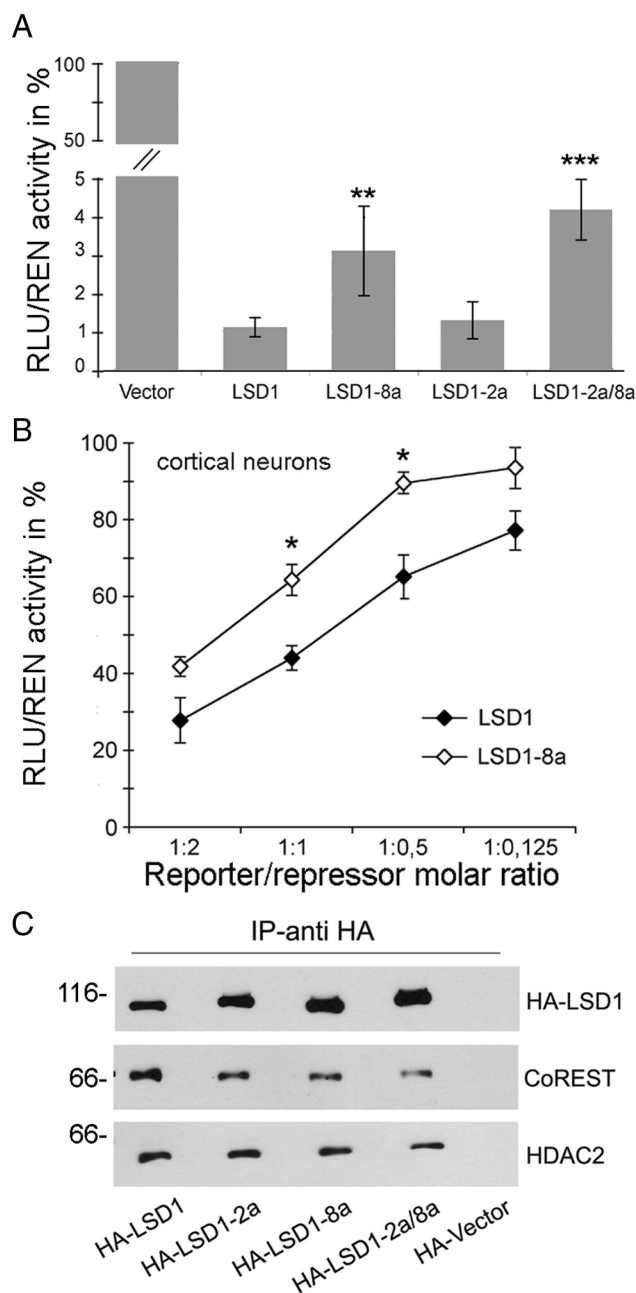 A
RLU/REN activity in %
100
50
5
4
3
2
1
0
**
***
Vector LSD1 LSD1-8a LSD1-2a LSD1-2a/8a
B
RLU/REN activity in %
100
80
60
40
20
0
cortical neurons
*
*
LSD1
LSD1-8a
1:2 1:1 1:0,5 1:0,125
Reporter/repressor molar ratio
C
IP-anti HA
116- HA-LSD1
66- CoREST
66- HDAC2
HA-LSD1 HA-LSD1-2a HA-LSD1-8a HA-LSD1-2a/8a HA-Vector